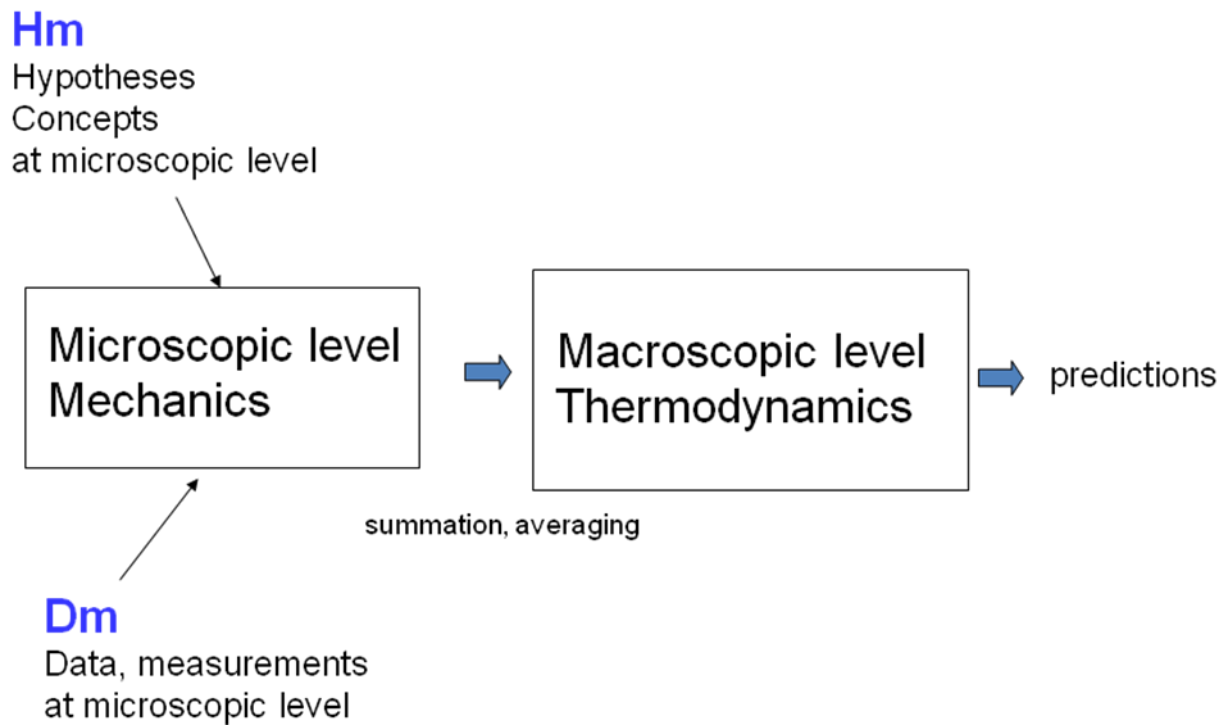 Hm
Hypotheses
Concepts
at microscopic level
Microscopic level
Mechanics
Macroscopic level
Thermodynamics
predictions
summation, averaging
Dm
Data, measurements
at microscopic level